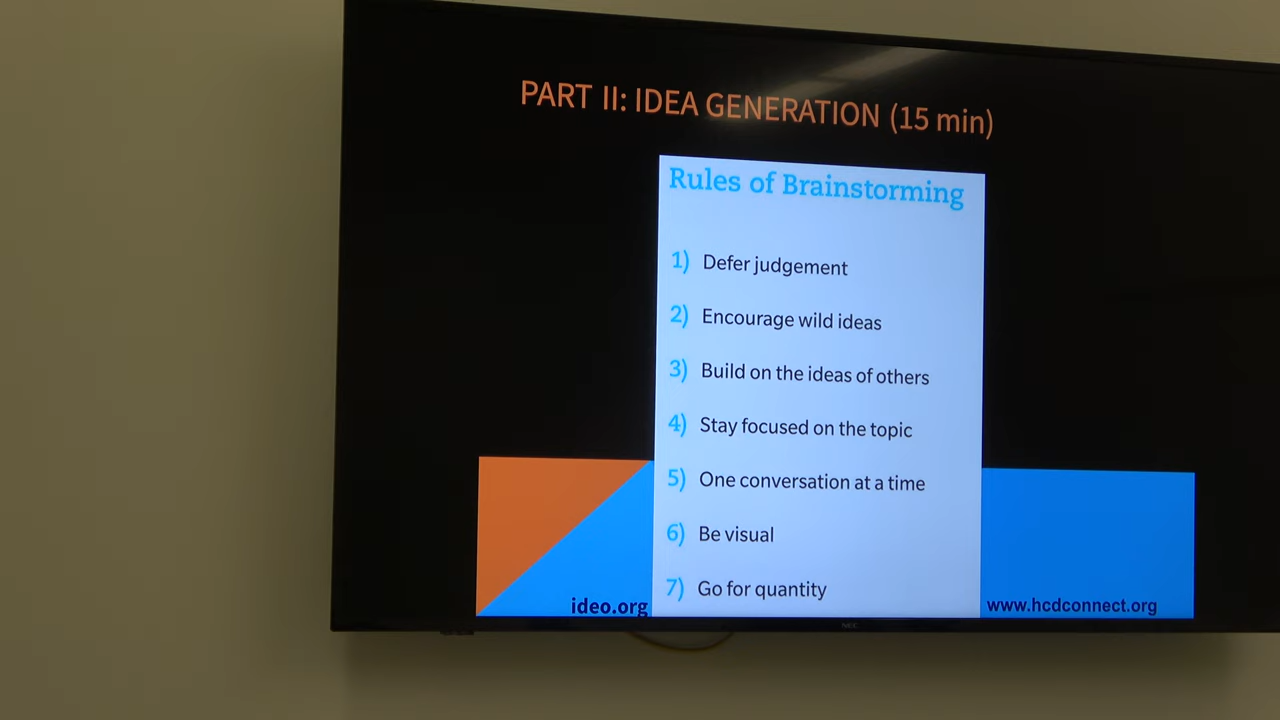 PART II: IDEA GENERATION (15 min)
Rules of Brainstorming
1) Defer judgement
2) Encourage wild ideas
3) Build on the ideas of others
4) Stay focused on the topic
5) One conversation at a time
6) Be visual
7) Go for quantity
ideo.org
www.hcdconnect.org
NEC